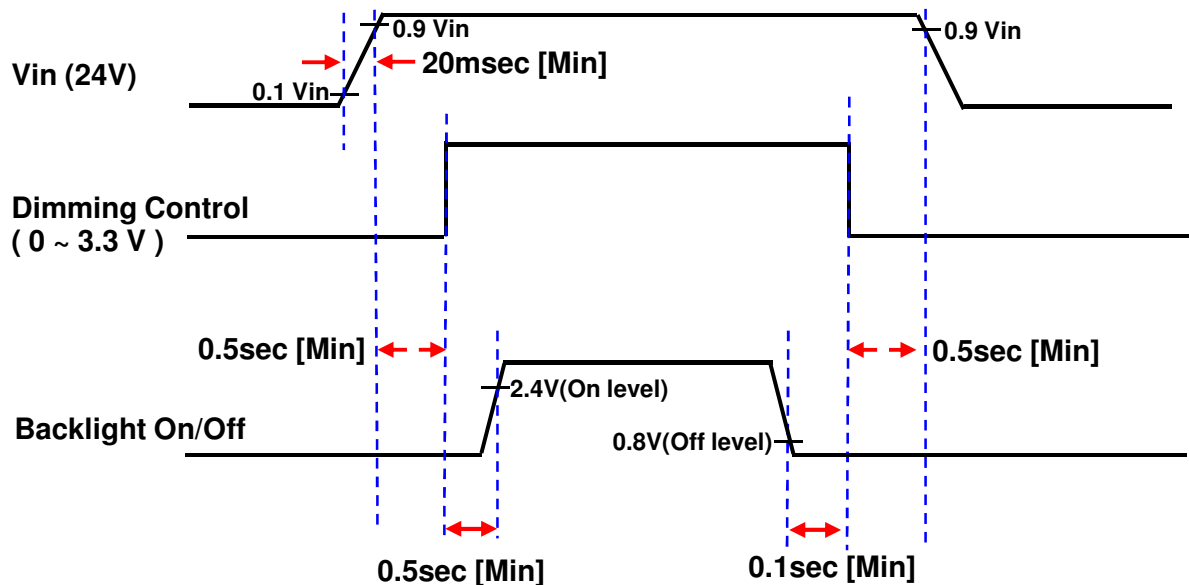 0.9 Vin
0.9 Vin
Vin (24V)
20msec [Min]
0.1 Vin
Dimming Control
( 0 ~ 3.3 V )
0.5sec [Min]
0.5sec [Min]
2.4V(On level)
Backlight On/Off
0.8V(Off level)
0.5sec [Min]
0.1sec [Min]